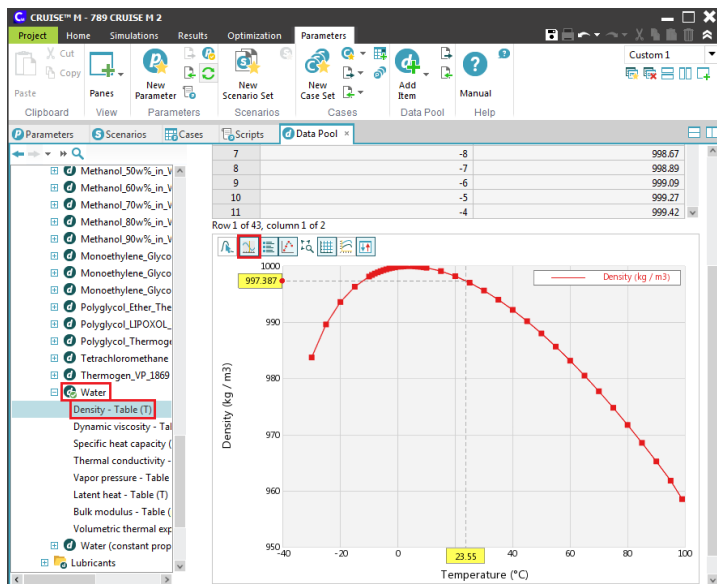 CRUISE™ M - 789 CRUISE M 2
Project Home Simulations Results Optimization Parameters
Cut
Copy
Paste
Panes
New Parameter
New Scenario Set
New Case Set
Add Item
Manual
Custom 1
Clipboard View Parameters Scenarios Cases Data Pool Help
Parameters Scenarios Cases Scripts Data Pool
Methanol_50w%_in_V
Methanol_60w%_in_V
Methanol_70w%_in_V
Methanol_80w%_in_V
Methanol_90w%_in_V
Monoethylene_Glyco
Monoethylene_Glyco
Monoethylene_Glyco
Polyglycol_Ether_The
Polyglycol_LIPOXOL_
Polyglycol_Thermoge
Tetrachloromethane
Thermogen_VP_1869
Water
Density - Table (T)
Dynamic viscosity - Tal
Specific heat capacity (
Thermal conductivity -
Vapor pressure - Table
Latent heat - Table (T)
Bulk modulus - Table (
Volumetric thermal exp
Water (constant prop
Lubricants
7 -8 998.67
8 -7 998.89
9 -6 999.09
10 -5 999.27
11 -4 999.42
Row 1 of 43, column 1 of 2
1000
997.387
990
980
970
960
950
Density (kg / m3)
Density (kg / m3)
-40 -20 0 23.55 40 60 80 100
Temperature (°C)